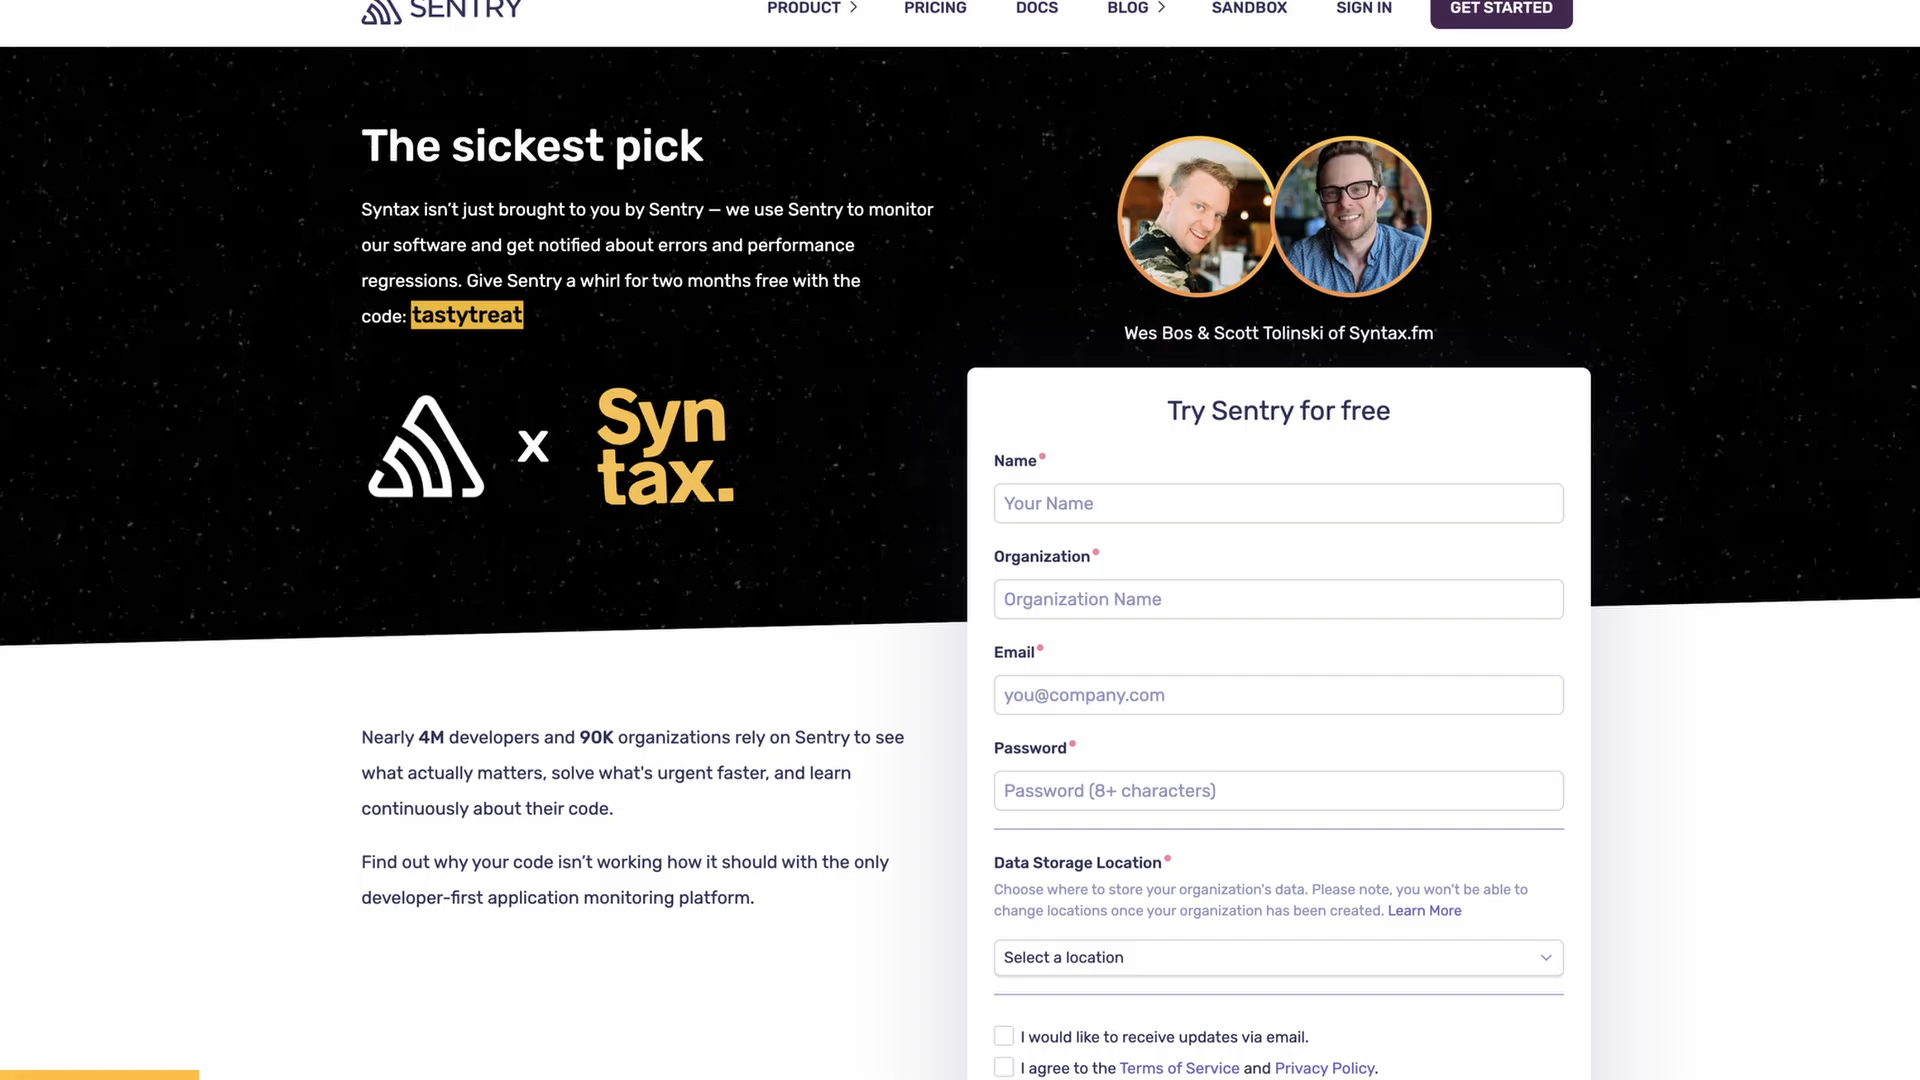 SENTRY
PRODUCT
PRICING
DOCS
BLOG
SANDBOX
SIGN IN
GET STARTED
The sickest pick
Syntax isn’t just brought to you by Sentry — we use Sentry to monitor
our software and get notified about errors and performance
regressions. Give Sentry a whirl for two months free with the
code: tastytreat
x
Syn
tax.
Wes Bos & Scott Tolinski of Syntax.fm
Try Sentry for free
Name
Your Name
Organization
Organization Name
Email
you@company.com
Password
Password (8+ characters)
Data Storage Location
Choose where to store your organization's data. Please note, you won't be able to
change locations once your organization has been created. Learn More
Select a location
I would like to receive updates via email.
I agree to the Terms of Service and Privacy Policy.
Nearly 4M developers and 90K organizations rely on Sentry to see
what actually matters, solve what's urgent faster, and learn
continuously about their code.
Find out why your code isn’t working how it should with the only
developer-first application monitoring platform.